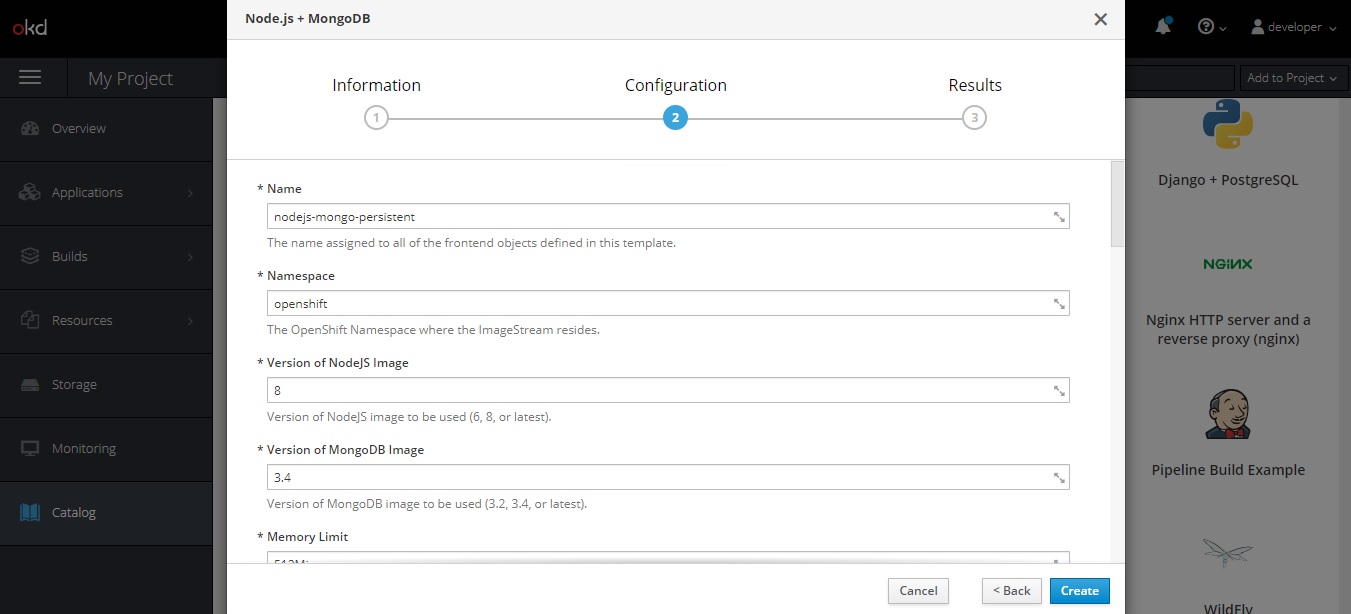 okd
Node.js + MongoDB
developer
My Project
Add to Project
Information
Configuration
Results
1
2
3
Overview
Applications
Builds
Resources
Storage
Monitoring
Catalog
* Name
nodejs-mongo-persistent
The name assigned to all of the frontend objects defined in this template.
* Namespace
openshift
The OpenShift Namespace where the ImageStream resides.
* Version of NodeJS Image
8
Version of NodeJS image to be used (6, 8, or latest).
* Version of MongoDB Image
3.4
Version of MongoDB image to be used (3.2, 3.4, or latest).
* Memory Limit
512Mi
Cancel
< Back
Create
Django + PostgreSQL
NGINX
Nginx HTTP server and a
reverse proxy (nginx)
Pipeline Build Example
WildFly